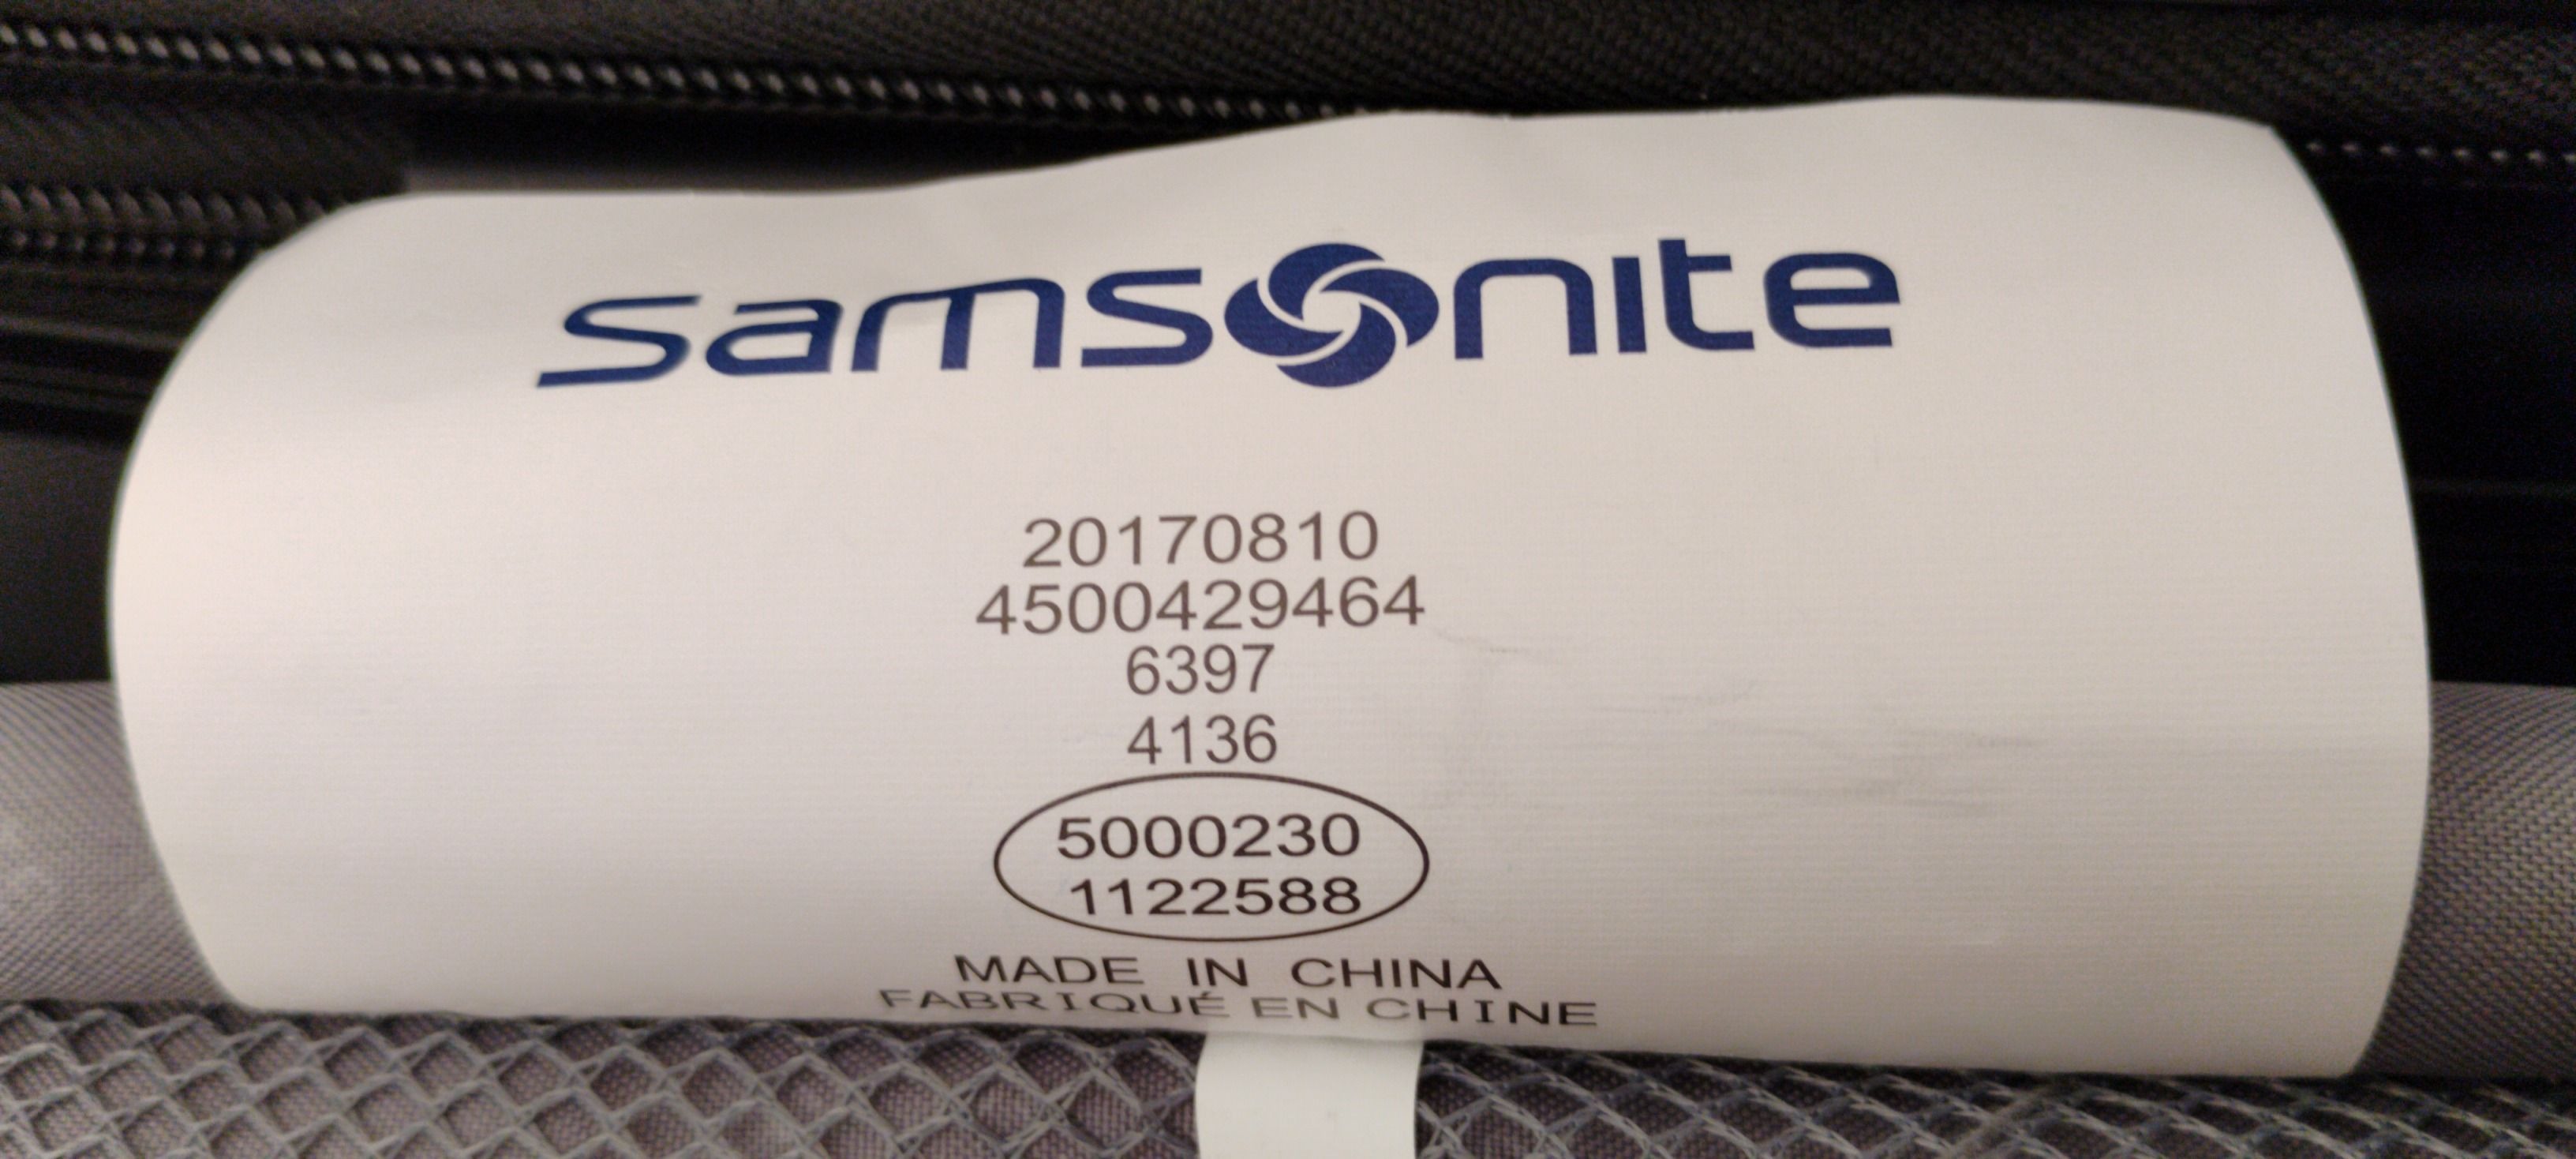 samsonite
20170810
4500429464
6397
4136
5000230
1122588
MADE IN CHINA
FABRIQUÉ EN CHINE